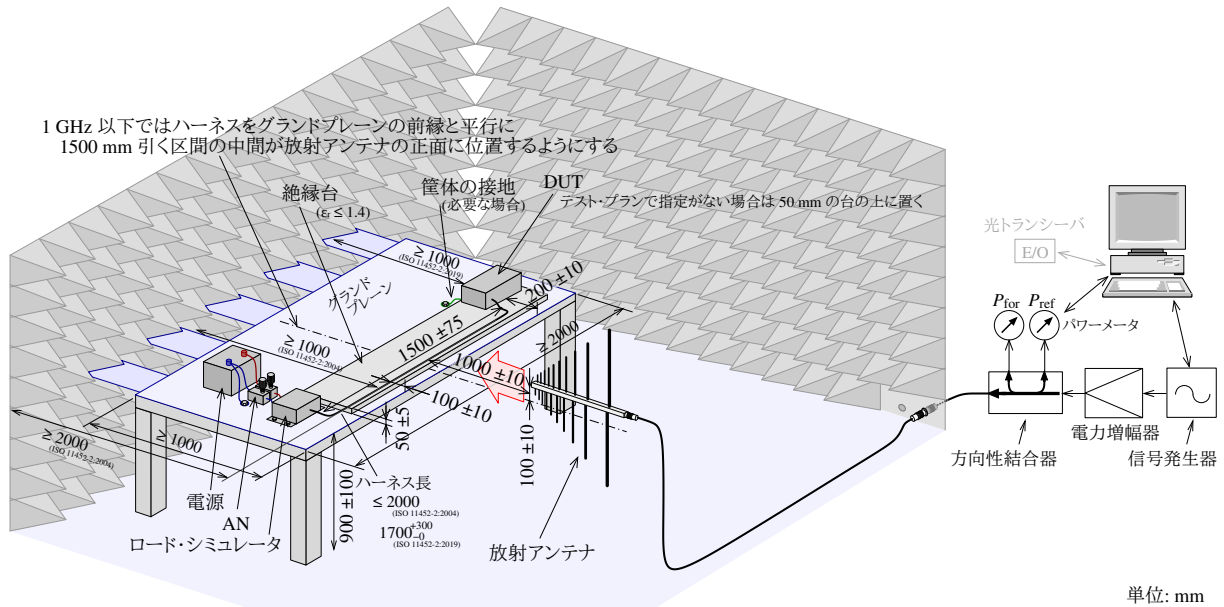 1 GHz 以下ではハーネスをグランドプレーンの前縁と平行に
1500 mm 引く区間の中間が放射アンテナの正面に位置するようにする
絶縁台
(εr ≤ 1.4)
筐体の接地
(必要な場合)
DUT
テスト・プランで指定がない場合は 50 mm の台の上に置く
≥ 1000
(ISO 11452-2:2019)
グランド
プレーン
200 ±10
1500 ±75
≥ 2000
≥ 1000
(ISO 11452-2:2004)
1000 ±10
100 ±10
50 ±5
100 ±10
≥ 2000
(ISO 11452-2:2004)
≥ 1000
900 ±100
電源
AN
ロード・シミュレータ
ハーネス長
≤ 2000
(ISO 11452-2:2004)
1700 +300 −0
(ISO 11452-2:2019)
放射アンテナ
光トランシーバ
E/O
Pfor
Pref
パワーメータ
方向性結合器
電力増幅器
信号発生器
単位: mm